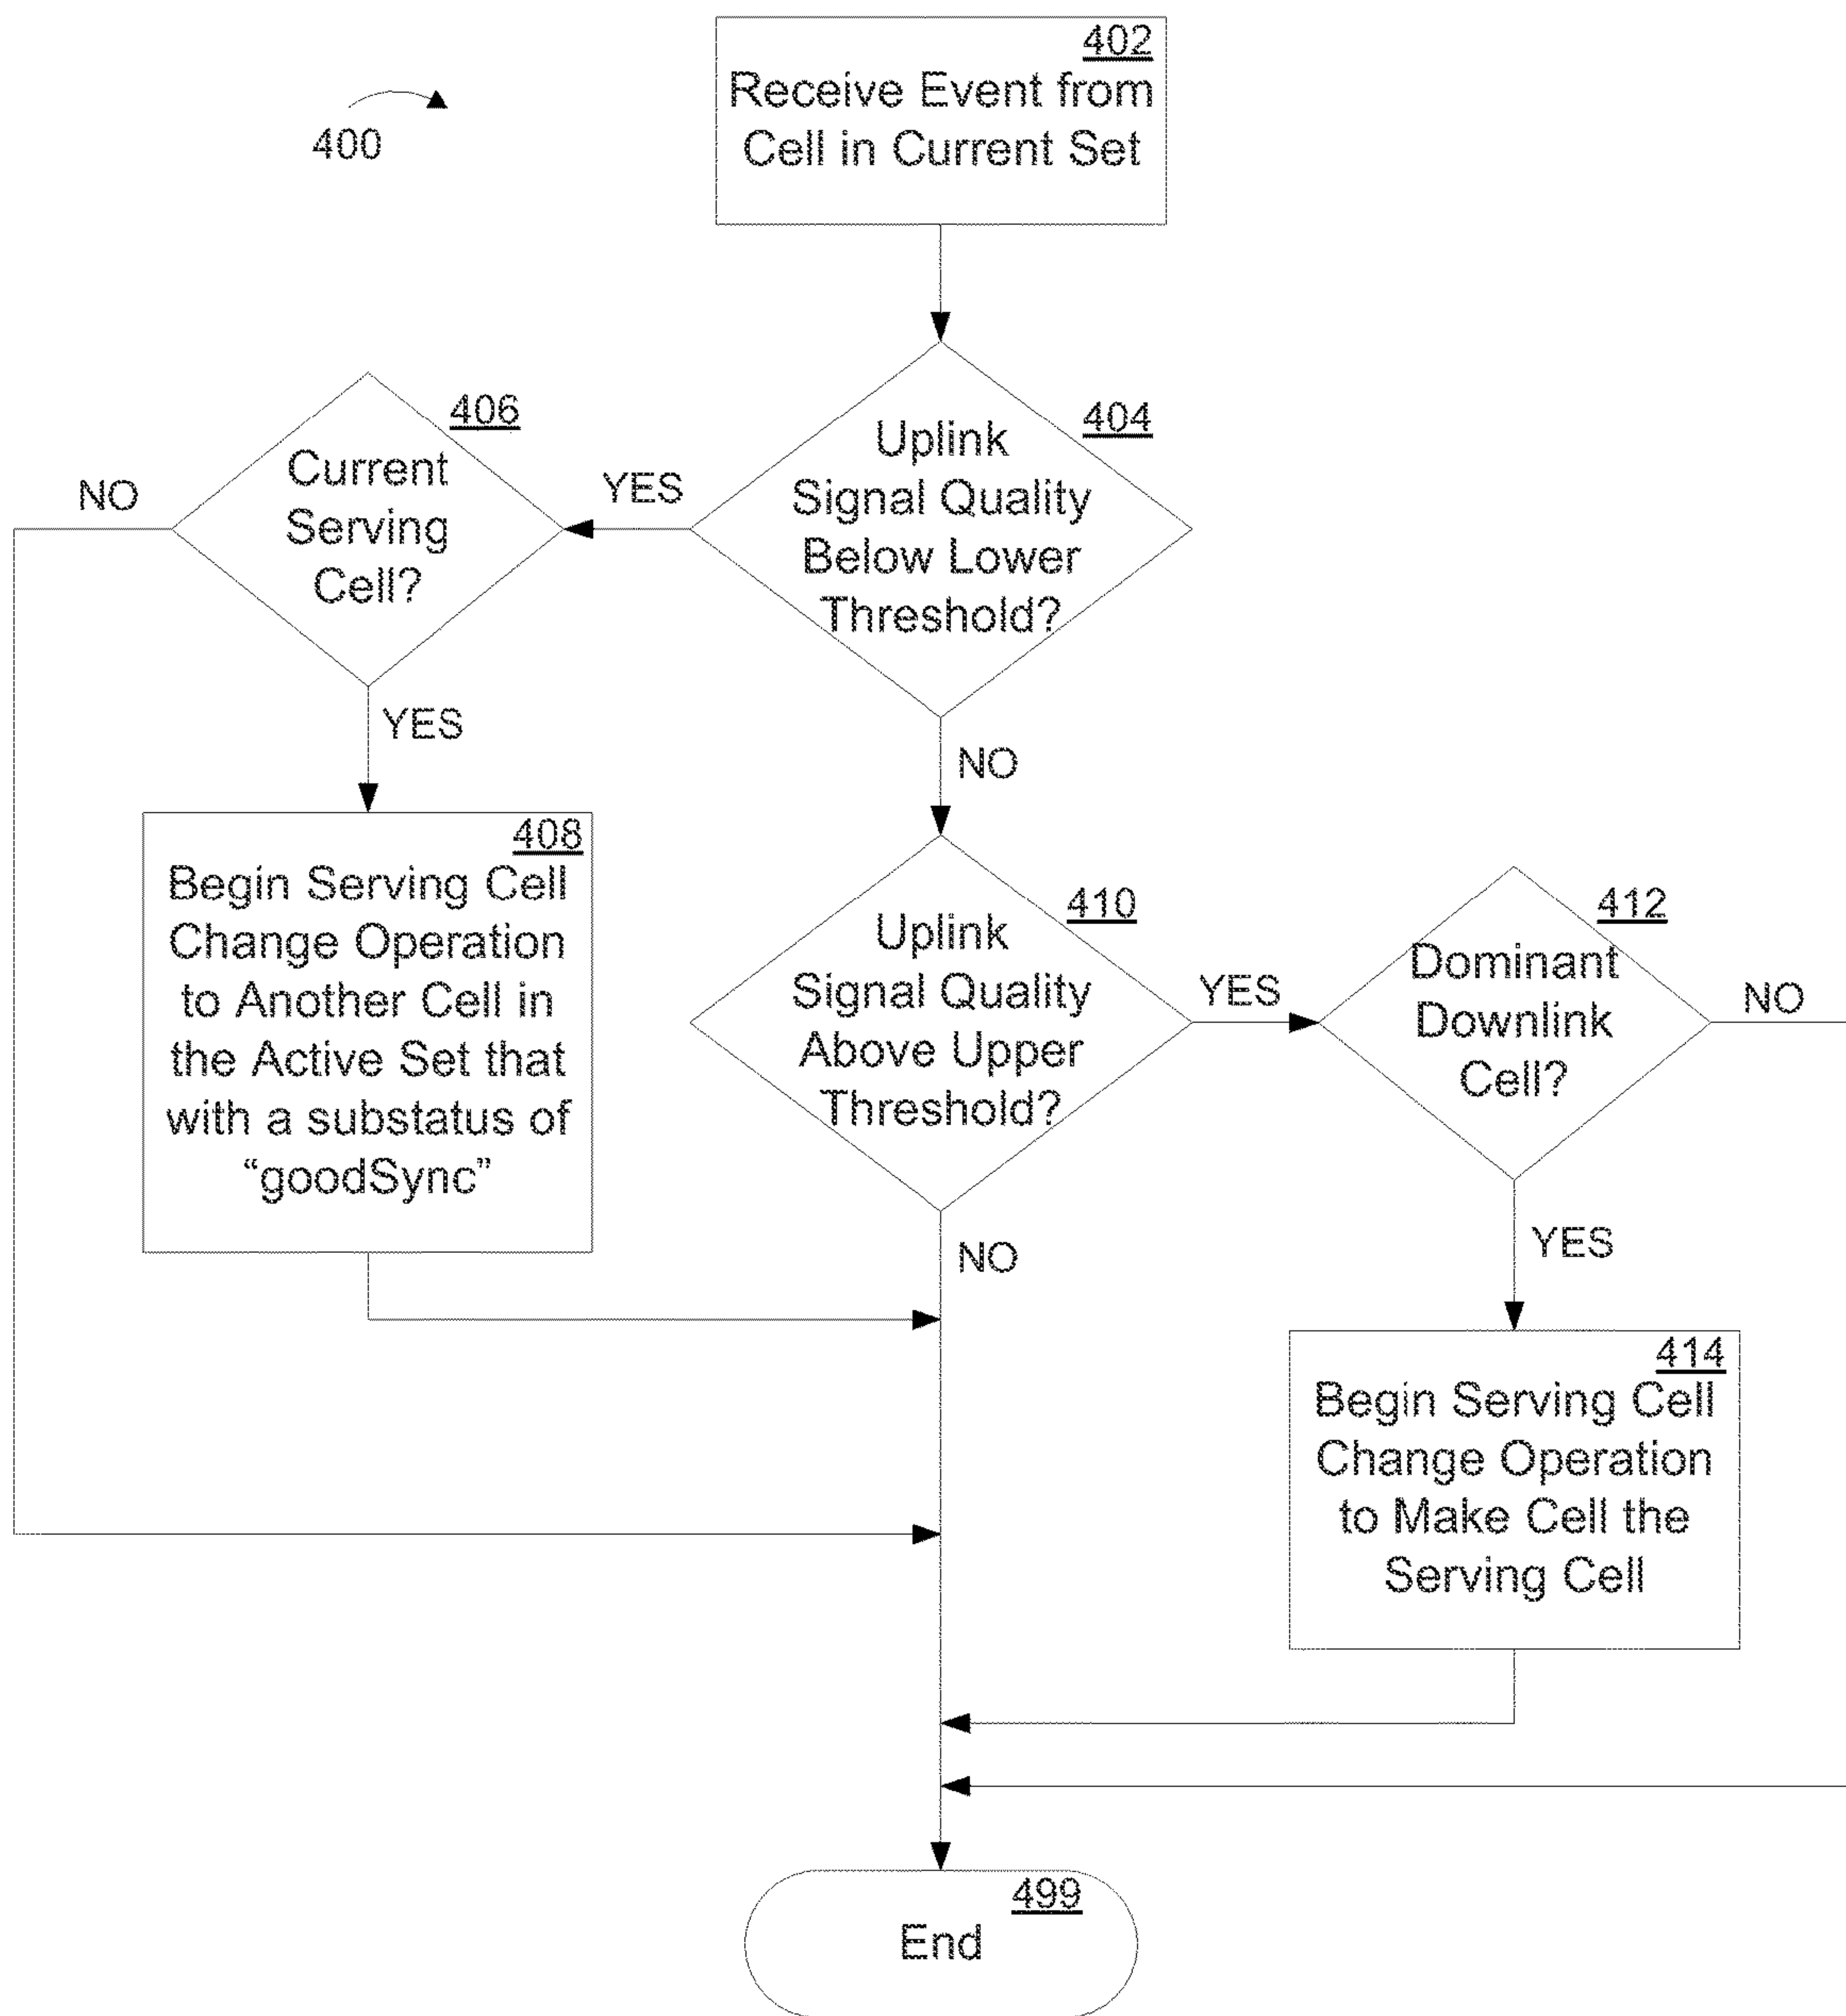 402
Receive Event from
Cell in Current Set
400
404
Uplink
Signal Quality
Below Lower
Threshold?
YES
406
Current
Serving
Cell?
NO
YES
NO
408
Begin Serving Cell
Change Operation
to Another Cell in
the Active Set that
with a substatus of
“goodSync”
410
Uplink
Signal Quality
Above Upper
Threshold?
YES
412
Dominant
Downlink
Cell?
NO
NO
YES
414
Begin Serving Cell
Change Operation
to Make Cell the
Serving Cell
499
End